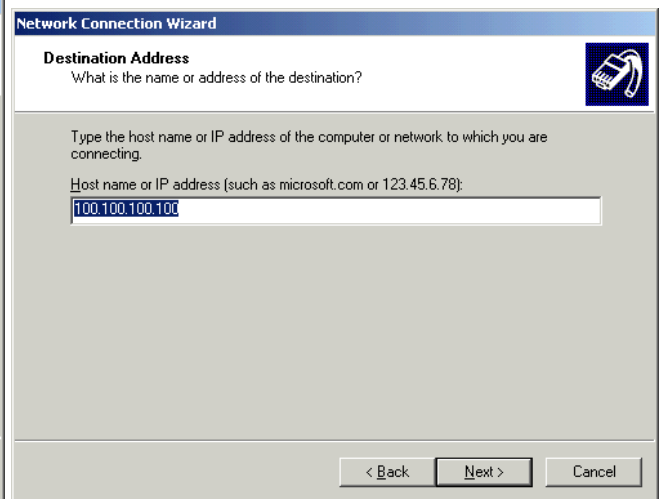 Network Connection Wizard
Destination Address
What is the name or address of the destination?
Type the host name or IP address of the computer or network to which you are
connecting.
Host name or IP address (such as microsoft.com or 123.45.6.78):
100.100.100.100
< Back
Next >
Cancel